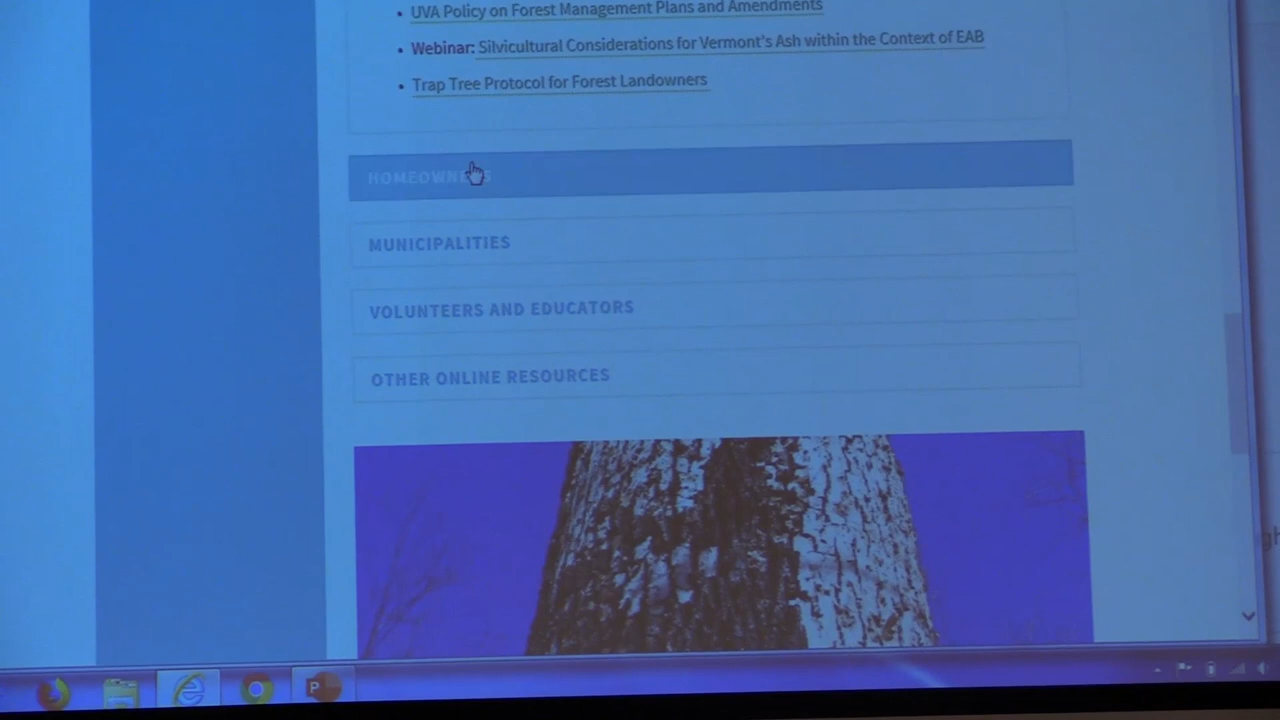 UVA Policy on Forest Management Plans and Amendments
Webinar: Silvicultural Considerations for Vermont's Ash within the Context of EAB
Trap Tree Protocol for Forest Landowners
HOMEOWNERS
MUNICIPALITIES
VOLUNTEERS AND EDUCATORS
OTHER ONLINE RESOURCES